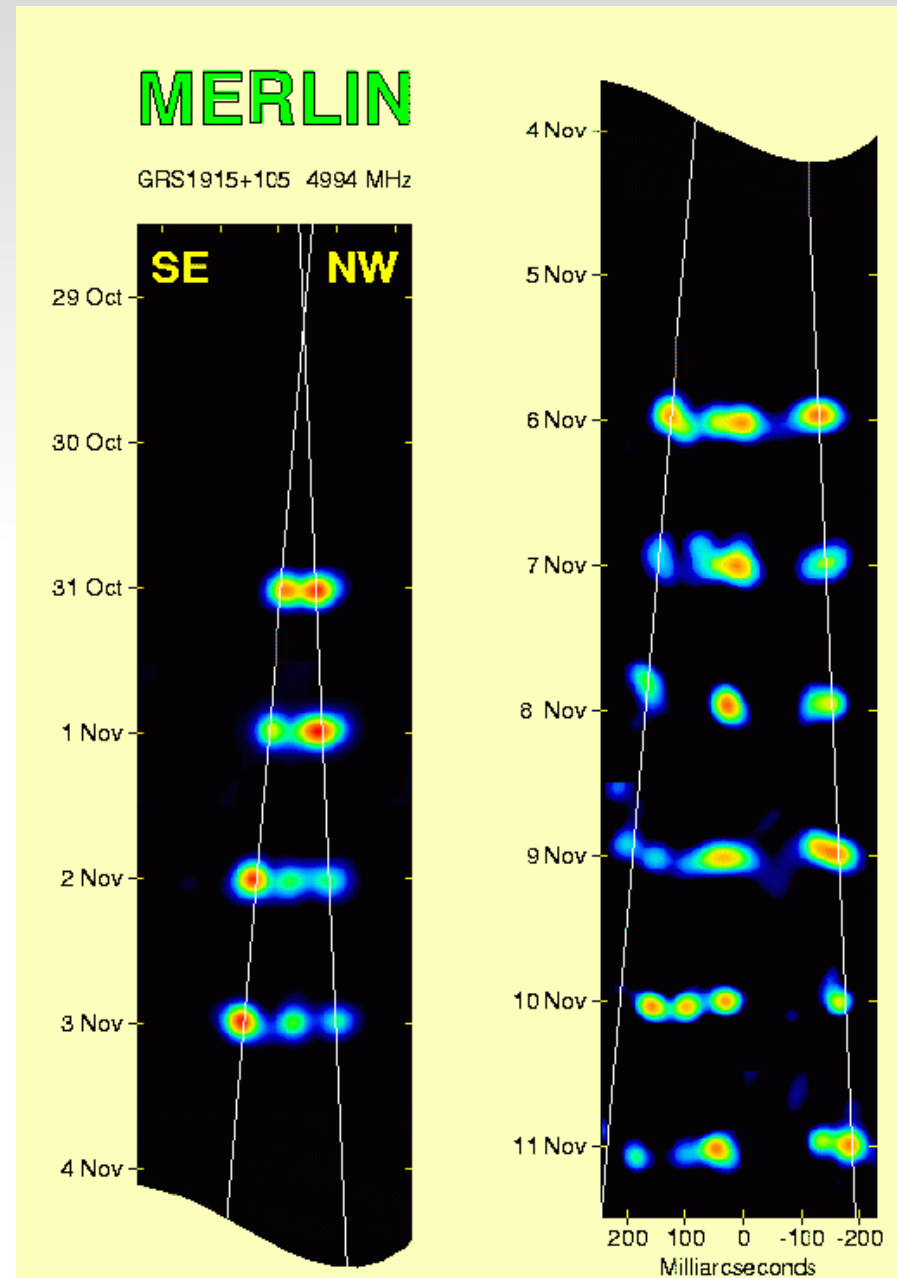 MERLIN
GRS1915+105 4994 MHz
SE NW
29 Oct
30 Oct
31 Oct
1 Nov
2 Nov
3 Nov
4 Nov
4 Nov
5 Nov
6 Nov
7 Nov
8 Nov
9 Nov
10 Nov
11 Nov
200 100 0 -100 -200
Milliarcseconds